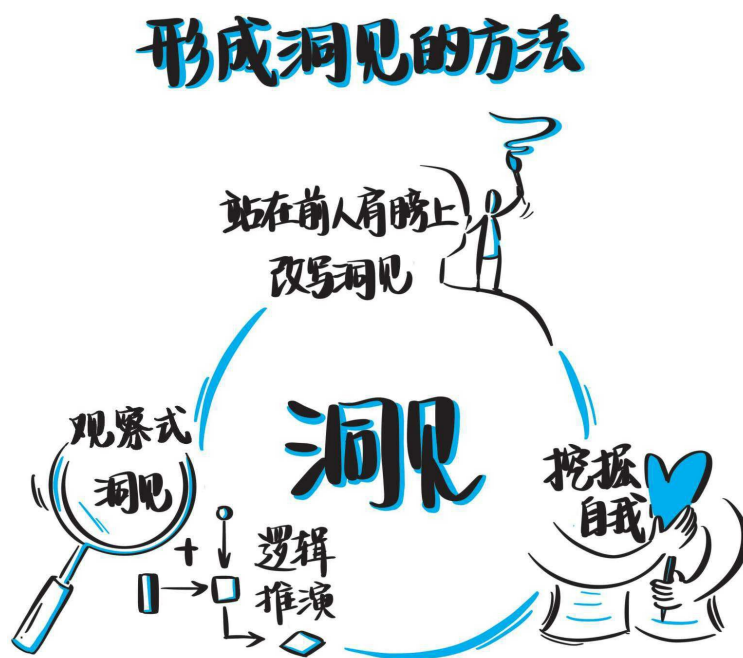 形成洞见的方法
站在前人肩膀上
改写洞见
洞见
观察式
洞见
+
逻辑
推演
挖掘
自我